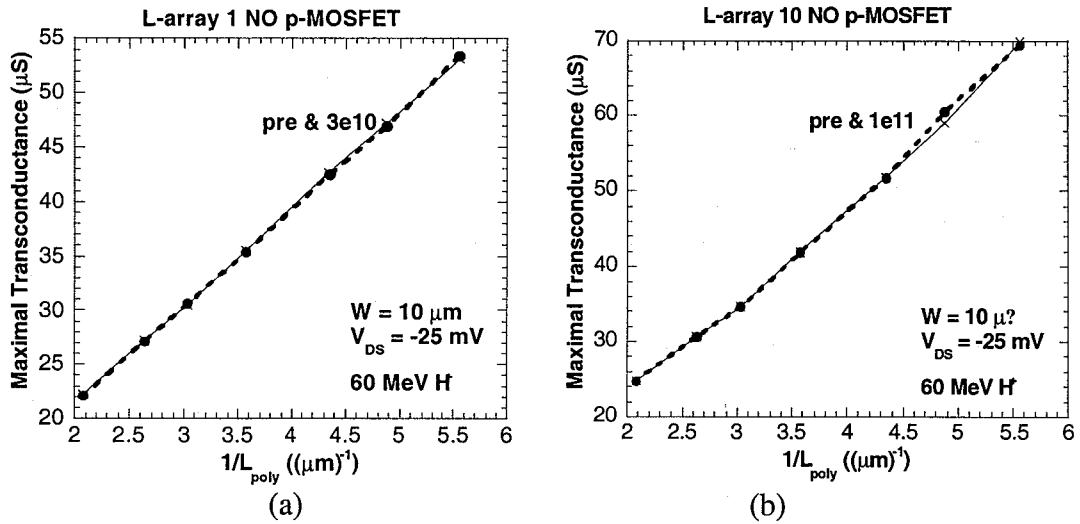 L-array 1 NO p-MOSFET
Maximal Transconductance (μS)
55
50
45
40
35
30
25
20
pre & 3e10
W = 10 μm
V_DS = -25 mV
60 MeV H⁺
2 2.5 3 3.5 4 4.5 5 5.5 6
1/L_poly ((μm)⁻¹)
(a)
L-array 10 NO p-MOSFET
Maximal Transconductance (μS)
70
60
50
40
30
20
pre & 1e11
W = 10 μ?
V_DS = -25 mV
60 MeV H⁺
2 2.5 3 3.5 4 4.5 5 5.5 6
1/L_poly ((μm)⁻¹)
(b)